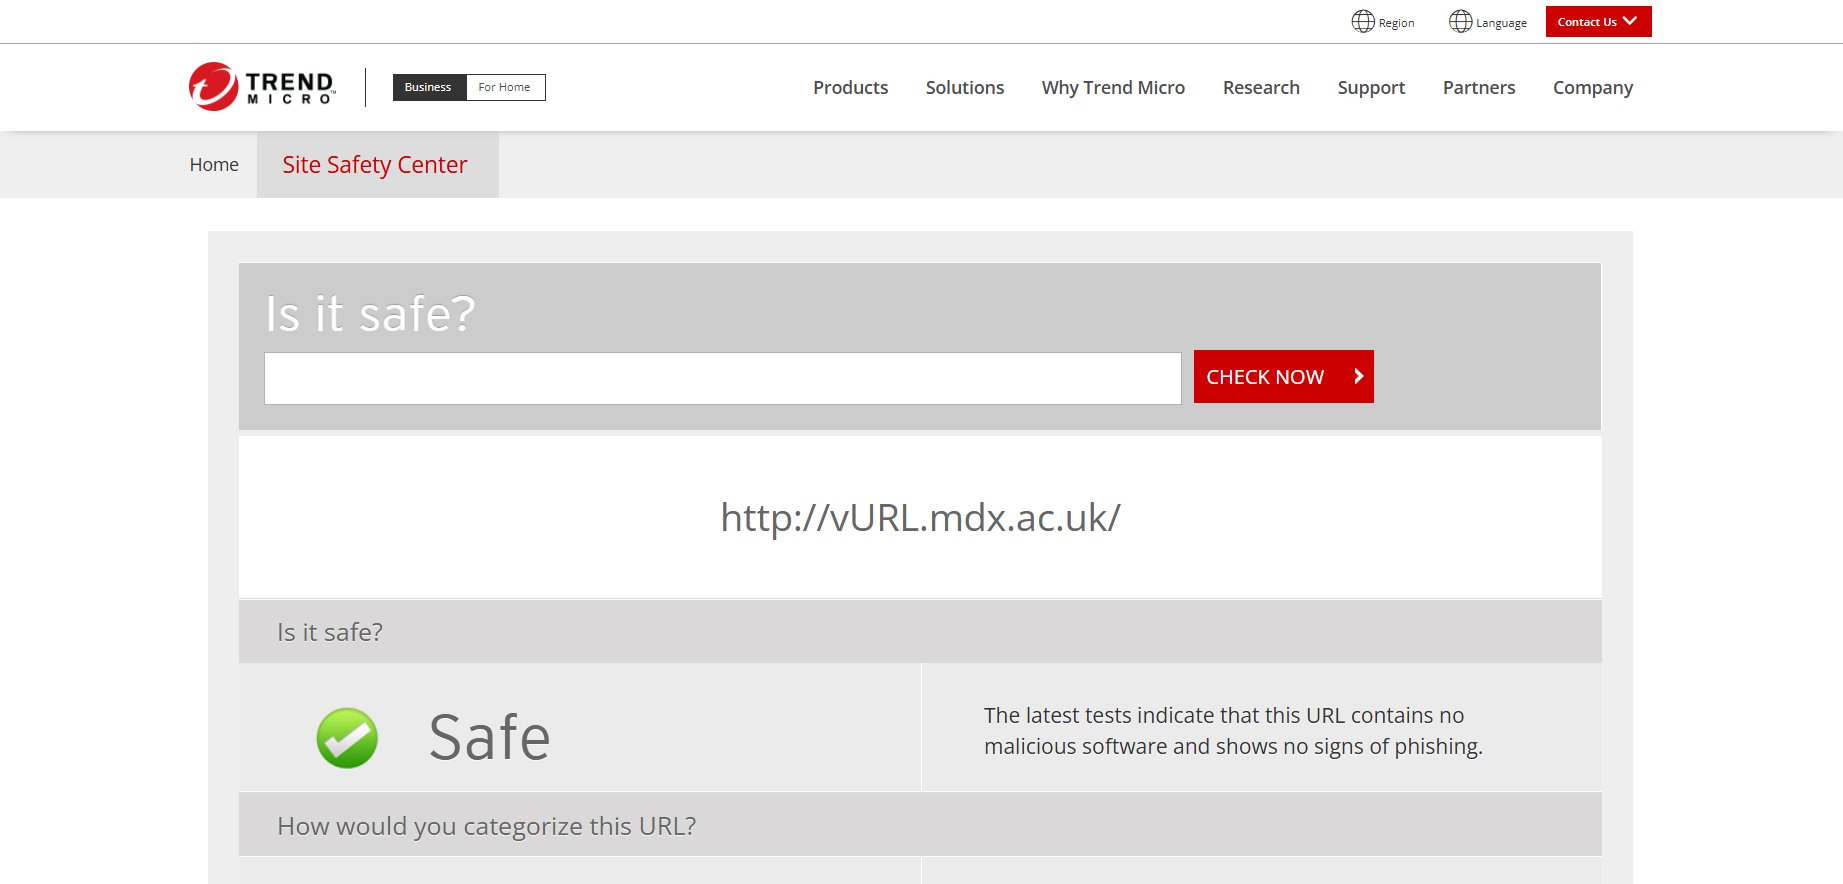 Region Language Contact Us
TREND MICRO™ Business For Home Products Solutions Why Trend Micro Research Support Partners Company
Home Site Safety Center
Is it safe?
CHECK NOW
http://vURL.mdx.ac.uk/
Is it safe?
Safe
The latest tests indicate that this URL contains no
malicious software and shows no signs of phishing.
How would you categorize this URL?